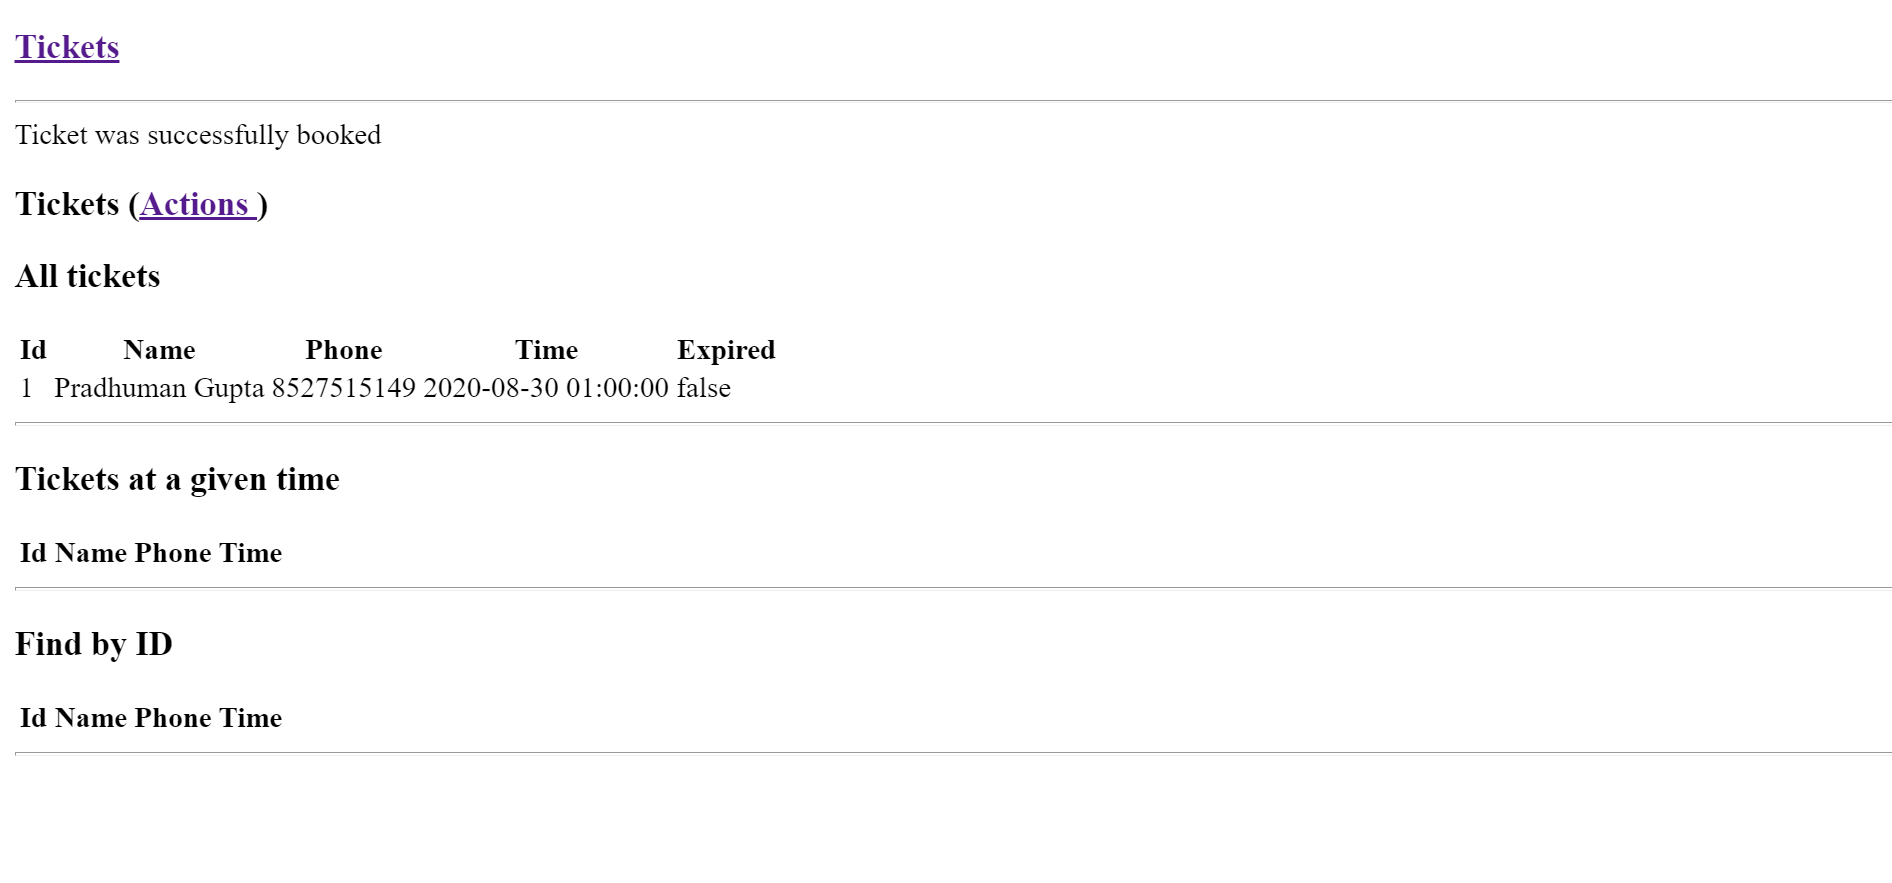 Tickets
Ticket was successfully booked
Tickets (Actions )
All tickets
Id Name Phone Time Expired
1 Pradhuman Gupta 8527515149 2020-08-30 01:00:00 false
Tickets at a given time
Id Name Phone Time
Find by ID
Id Name Phone Time